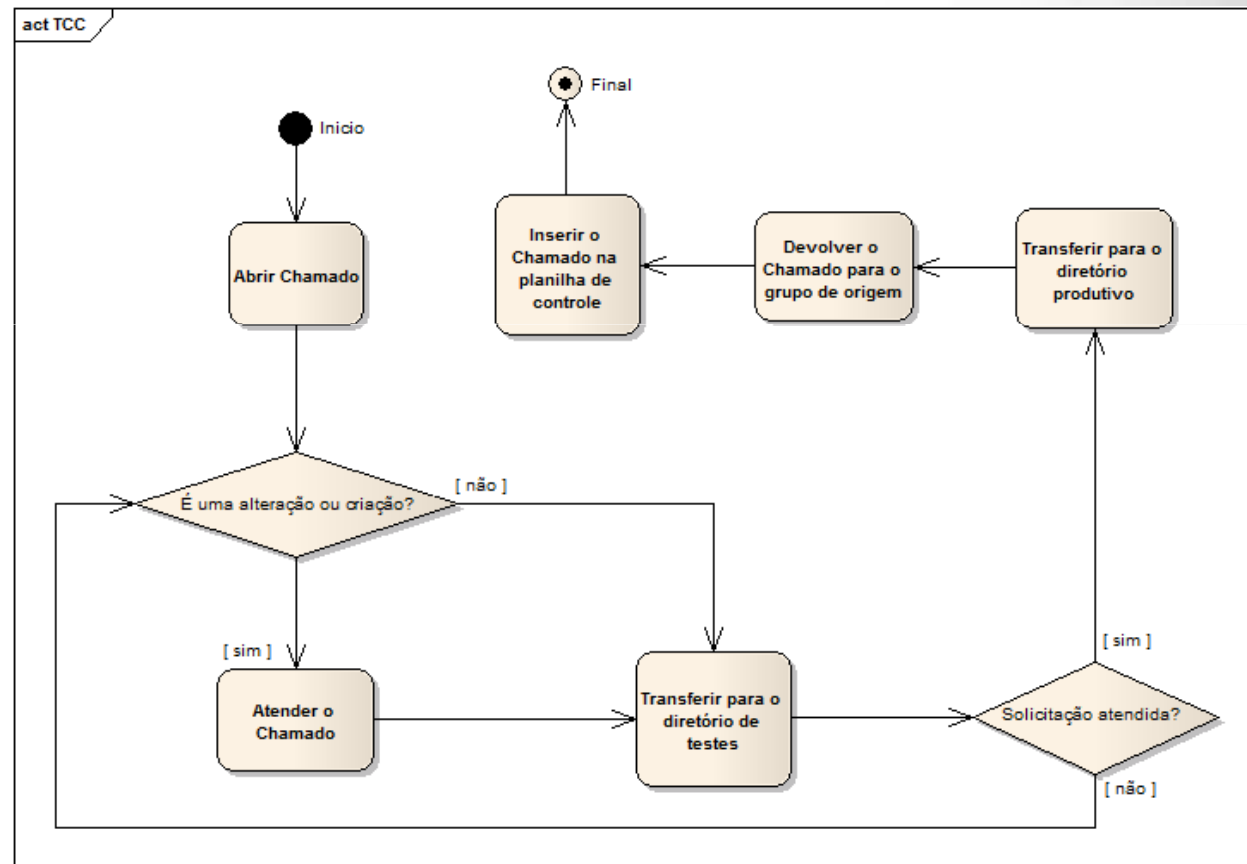 act TCC
Final
Inicio
Abrir Chamado
Inserir o
Chamado na
planilha de
controle
Devolver o
Chamado para o
grupo de origem
Transferir para o
diretório
produtivo
É uma alteração ou criação?
[ não ]
[ sim ]
Atender o
Chamado
Transferir para o
diretório de
testes
Solicitação atendida?
[ sim ]
[ não ]